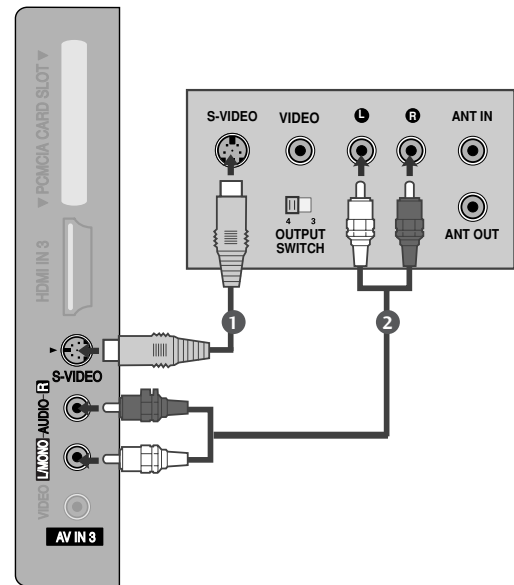 ▼ PCMCIA CARD SLOT ▼
HDMI IN 3
S-VIDEO
VIDEO L/MONO AUDIO R
AV IN 3
S-VIDEO VIDEO L R ANT IN
4 3
OUTPUT
SWITCH
ANT OUT
1
2